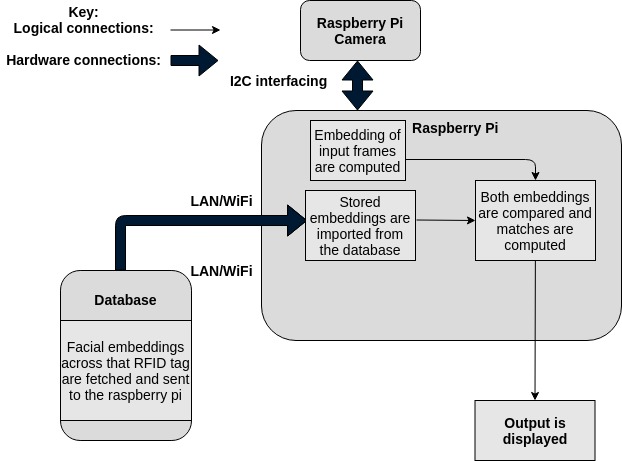 Key:
Logical connections:
Hardware connections:
Raspberry Pi
Camera
I2C interfacing
Raspberry Pi
Embedding of
input frames
are computed
LAN/WiFi
Stored
embeddings are
imported from
the database
Both embeddings
are compared and
matches are
computed
LAN/WiFi
Database
Facial embeddings
across that RFID tag
are fetched and sent
to the raspberry pi
Output is
displayed